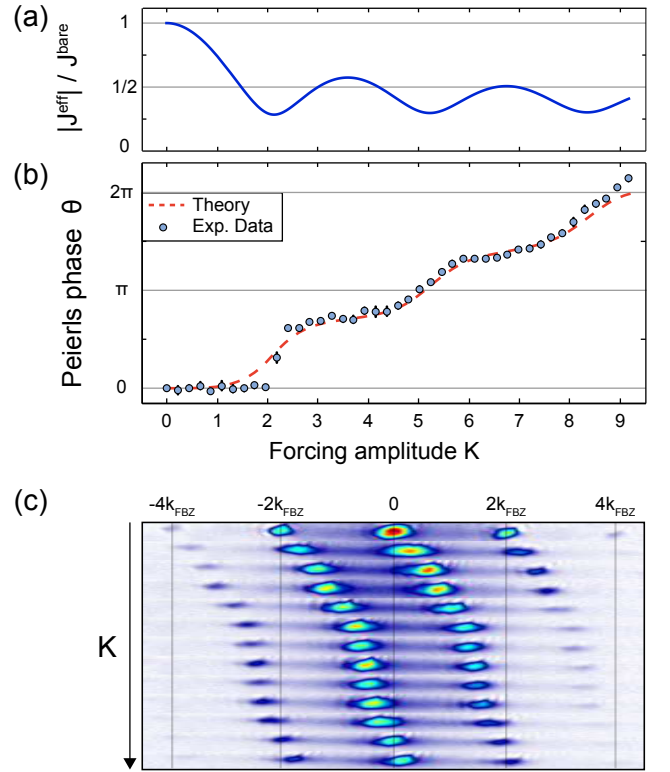 (a)
|J^eff| / J^bare
1
1/2
0
(b)
Peierls phase θ
2π
π
0
Theory
Exp. Data
0 1 2 3 4 5 6 7 8 9
Forcing amplitude K
(c)
-4k_FBZ -2k_FBZ 0 2k_FBZ 4k_FBZ
K